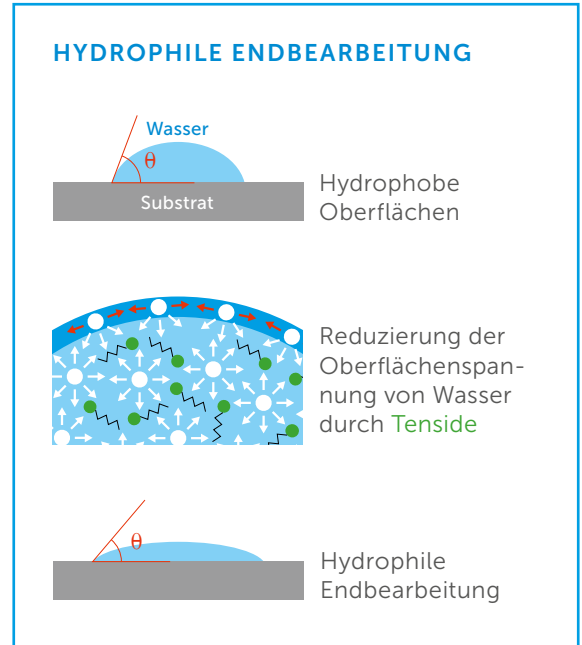 HYDROPHILE ENDBEARBEITUNG
Wasser
θ
Substrat
Hydrophobe
Oberflächen
Reduzierung der
Oberflächenspan-
nung von Wasser
durch Tenside
θ
Hydrophile
Endbearbeitung